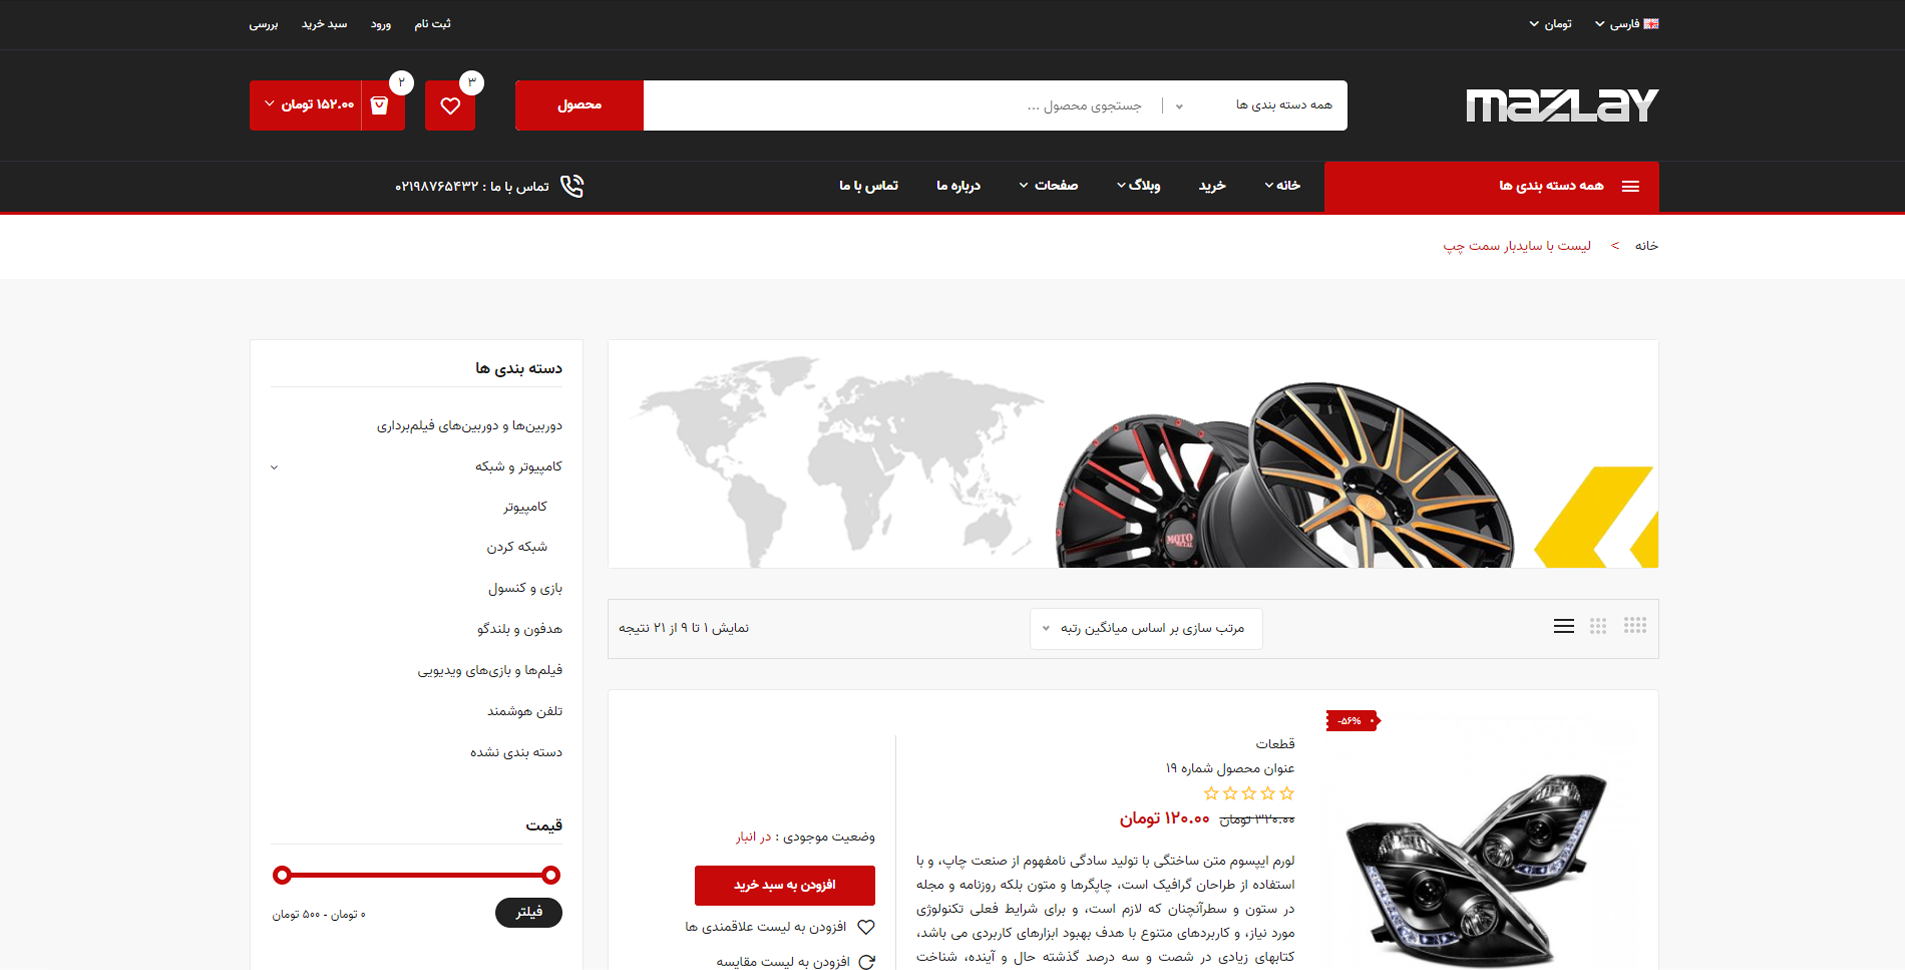 فارسی
تومان
ثبت نام
ورود
سبد خرید
بررسی
mazlay
همه دسته بندی ها
جستجوی محصول ...
محصول
۳
۲
۱۵۲.۰۰ تومان
همه دسته بندی ها
خانه
خرید
وبلاگ
صفحات
درباره ما
تماس با ما
تماس با ما : ۰۲۱۹۸۷۶۵۴۳۲
خانه > لیست با سایدبار سمت چپ
MOTO
METAL
مرتب سازی بر اساس میانگین رتبه
نمایش ۱ تا ۹ از ۲۱ نتیجه
-۵۶%
قطعات
عنوان محصول شماره ۱۹
۳۲۰.۰۰ تومان ۱۲۰.۰۰ تومان
لورم ایپسوم متن ساختگی با تولید سادگی نامفهوم از صنعت چاپ، و با
استفاده از طراحان گرافیک است، چاپگرها و متون بلکه روزنامه و مجله
در ستون و سطرآنچنان که لازم است، و برای شرایط فعلی تکنولوژی
مورد نیاز، و کاربردهای متنوع با هدف بهبود ابزارهای کاربردی می باشد،
کتابهای زیادی در شصت و سه درصد گذشته حال و آینده، شناخت
وضعیت موجودی : در انبار
افزودن به سبد خرید
افزودن به لیست علاقمندی ها
افزودن به لیست مقایسه
دسته بندی ها
دوربین‌ها و دوربین‌های فیلم‌برداری
کامپیوتر و شبکه
کامپیوتر
شبکه کردن
بازی و کنسول
هدفون و بلندگو
فیلم‌ها و بازی‌های ویدیویی
تلفن هوشمند
دسته بندی نشده
قیمت
فیلتر
۰ تومان - ۵۰۰ تومان